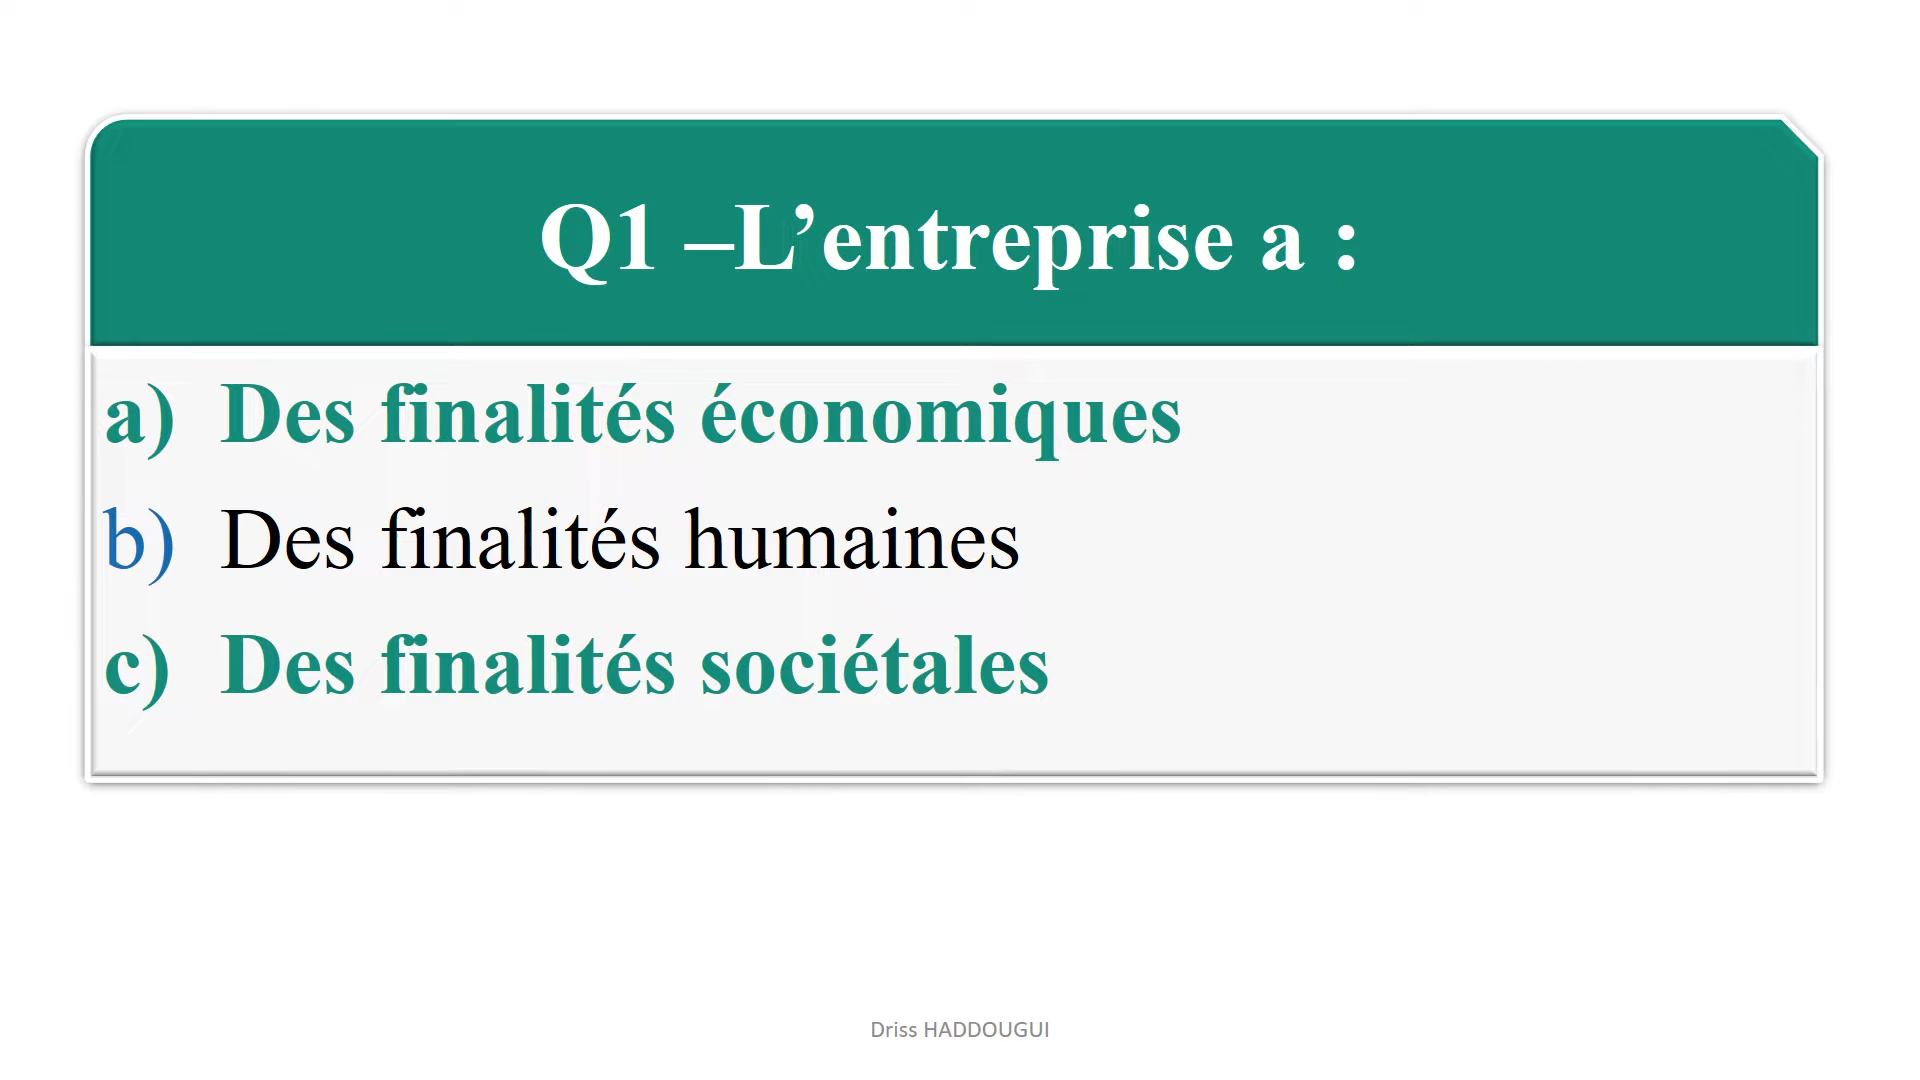 Q1 –L’entreprise a :
a) Des finalités économiques
b) Des finalités humaines
c) Des finalités sociétales
Driss HADDOUGUI